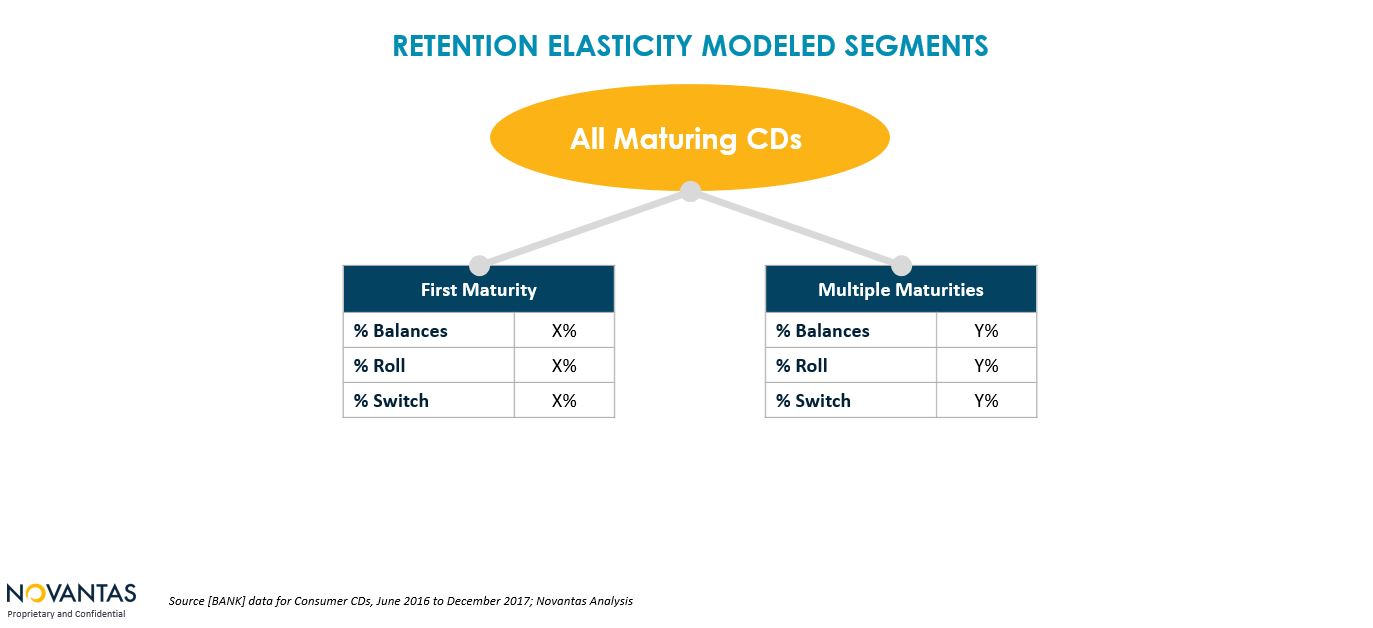 RETENTION ELASTICITY MODELED SEGMENTS
All Maturing CDs
First Maturity
% Balances X%
% Roll X%
% Switch X%
Multiple Maturities
% Balances Y%
% Roll Y%
% Switch Y%
NOVANTAS
Proprietary and Confidential
Source [BANK] data for Consumer CDs, June 2016 to December 2017; Novantas Analysis